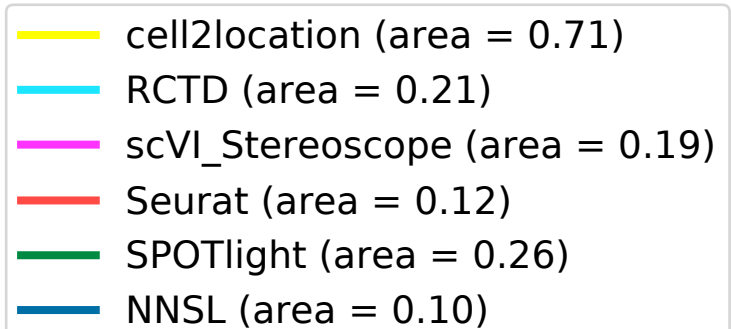 cell2location (area = 0.71)
RCTD (area = 0.21)
scVI_Stereoscope (area = 0.19)
Seurat (area = 0.12)
SPOTlight (area = 0.26)
NNSL (area = 0.10)